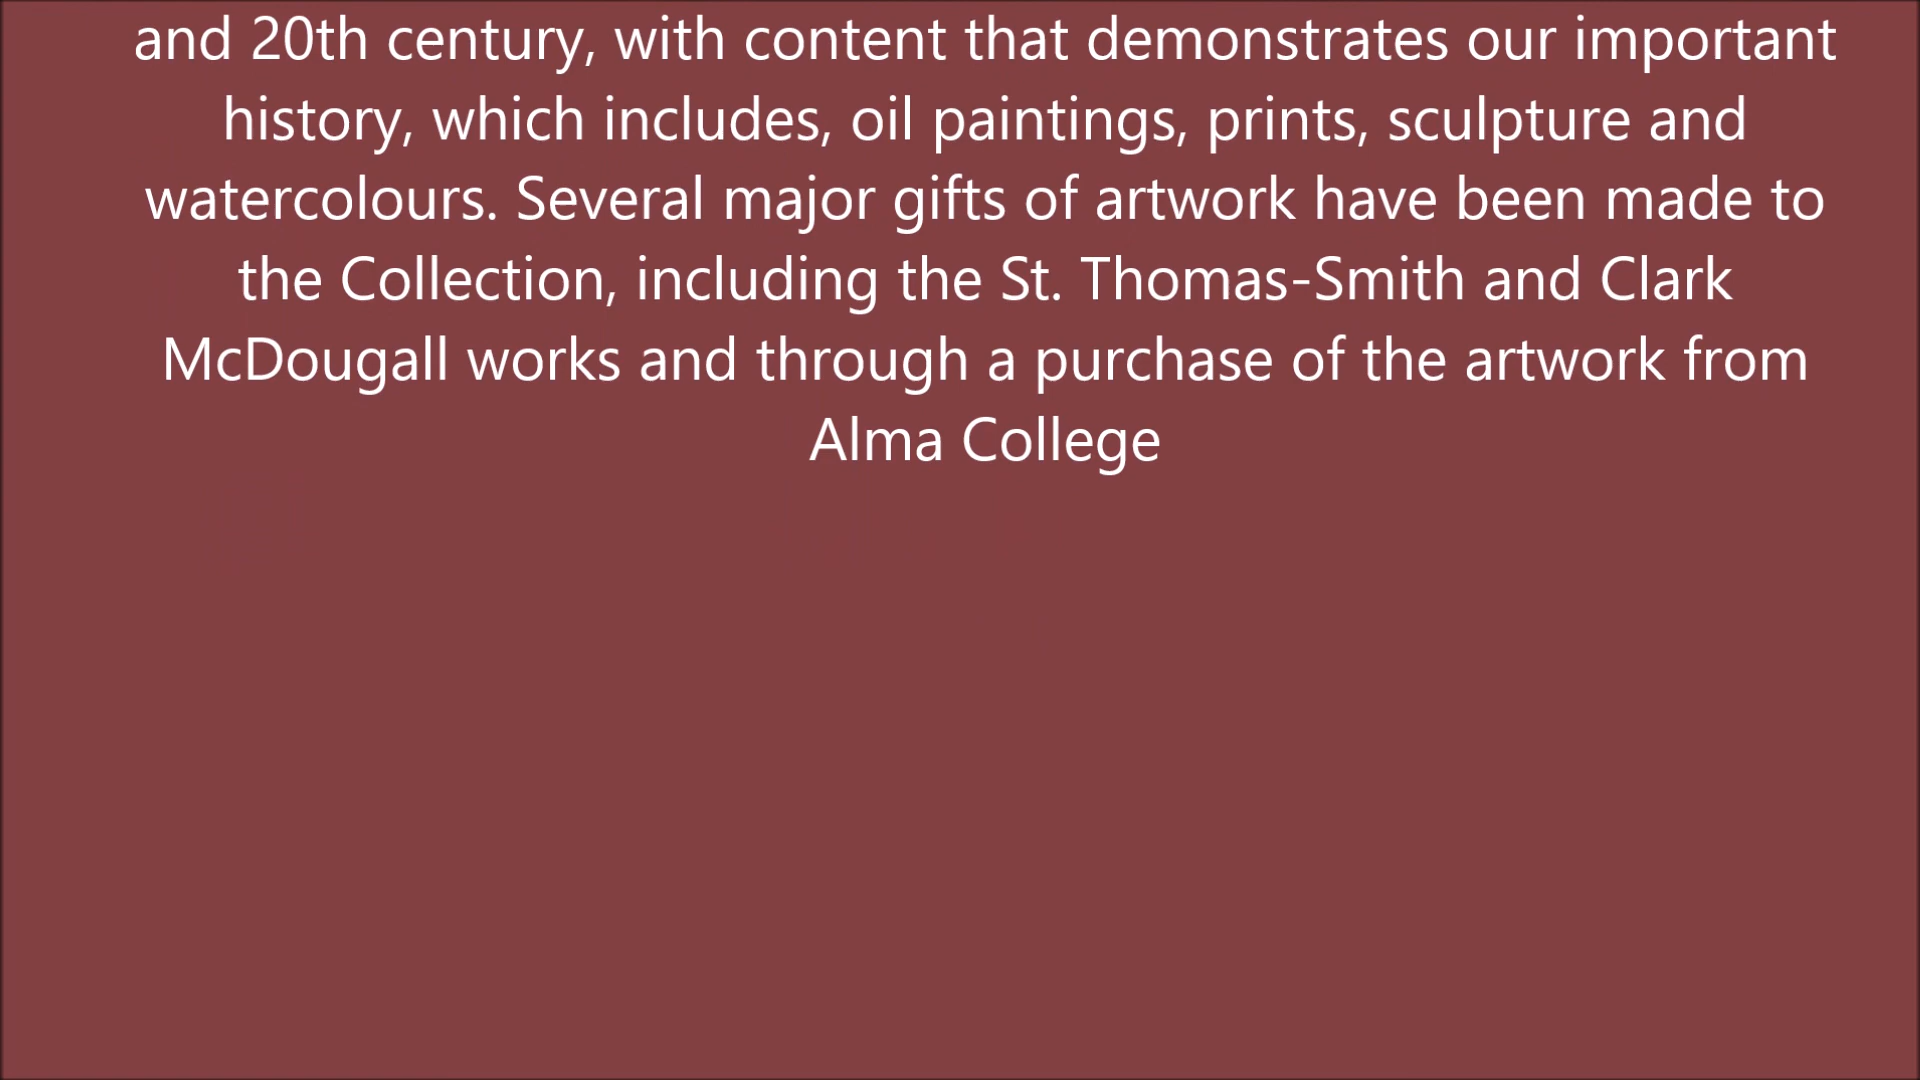 and 20th century, with content that demonstrates our important
history, which includes, oil paintings, prints, sculpture and
watercolours. Several major gifts of artwork have been made to
the Collection, including the St. Thomas-Smith and Clark
McDougall works and through a purchase of the artwork from
Alma College